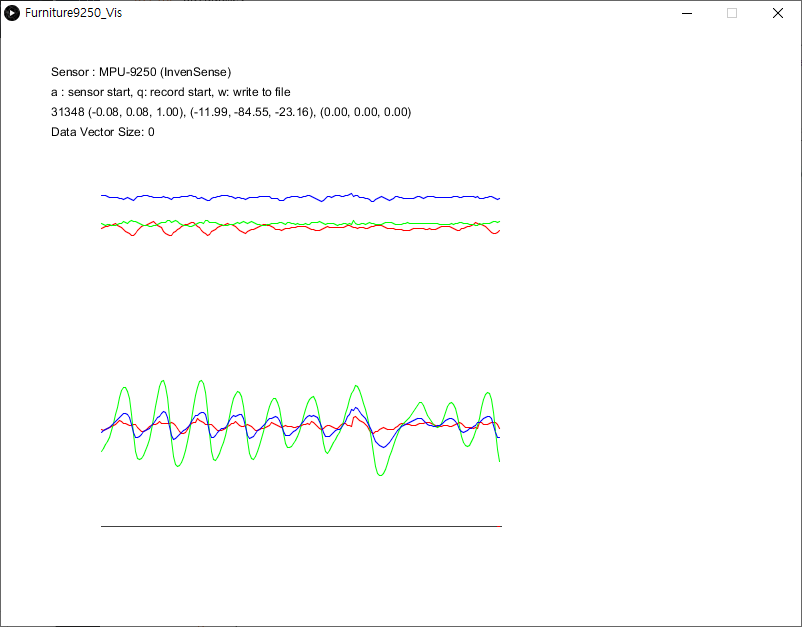 Furniture9250_Vis
Sensor : MPU-9250 (InvenSense)
a : sensor start, q: record start, w: write to file
31348 (-0.08, 0.08, 1.00), (-11.99, -84.55, -23.16), (0.00, 0.00, 0.00)
Data Vector Size: 0